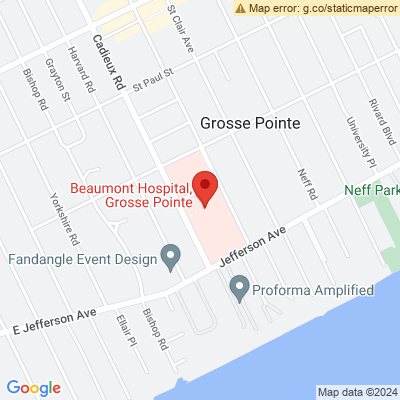 Map error: g.co/staticmaperror
St Clair Ave
Cadieux Rd
Harvard Rd
Grayton St
Bishop Rd
St Paul St
Grosse Pointe
Rivard Blvd
University Pl
Neff Rd
Neff Park
Beaumont Hospital,
Grosse Pointe
Yorkshire Rd
Jefferson Ave
Fandangle Event Design
Proforma Amplified
E Jefferson Ave
Ellair Pl
Bishop Rd
Google
Map data ©2024